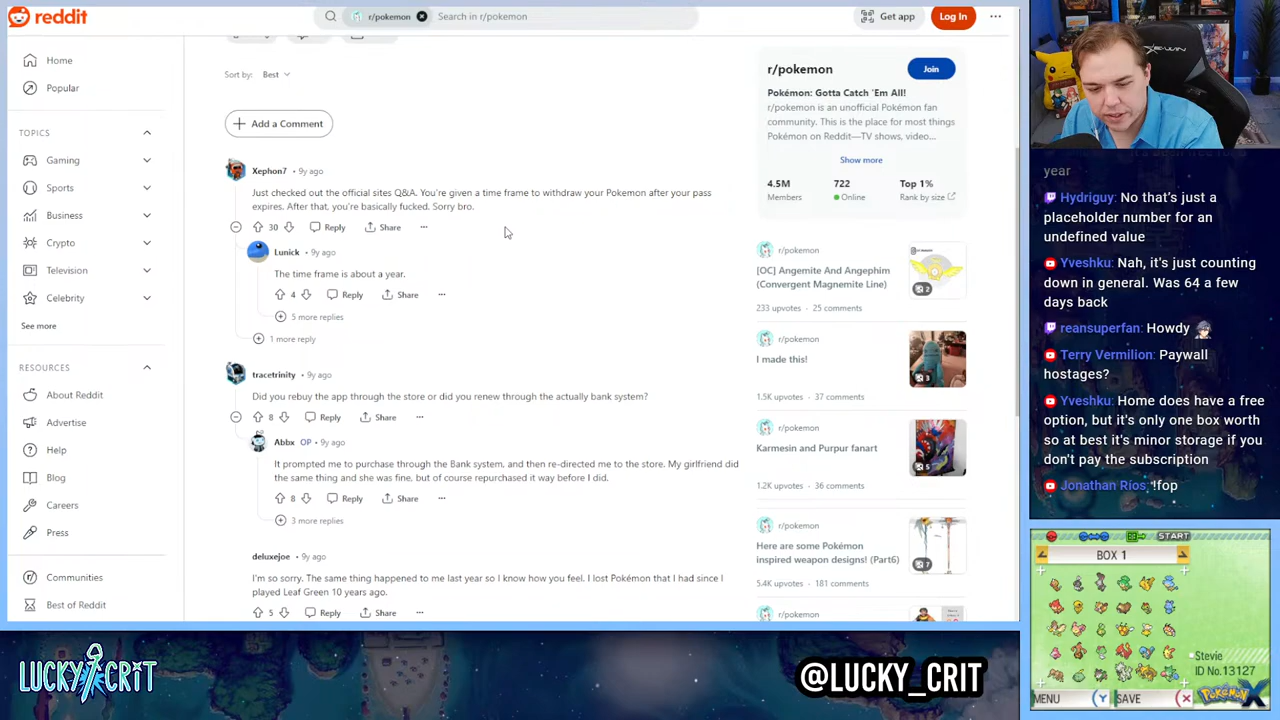 reddit
r/pokemon
Search in r/pokemon
Get app
Log In
Home
Popular
TOPICS
Gaming
Sports
Business
Crypto
Television
Celebrity
See more
RESOURCES
About Reddit
Advertise
Help
Blog
Careers
Press
Communities
Best of Reddit
Sort by: Best
Add a Comment
Xephon7 • 9y ago
Just checked out the official sites Q&A. You're given a time frame to withdraw your Pokemon after your pass
expires. After that, you're basically fucked. Sorry bro.
30 Reply Share
Lunick • 9y ago
The time frame is about a year.
4 Reply Share
5 more replies
1 more reply
tracetrinity • 9y ago
Did you rebuy the app through the store or did you renew through the actually bank system?
8 Reply Share
Abbx OP • 9y ago
It prompted me to purchase through the Bank system, and then re-directed me to the store. My girlfriend did
the same thing and she was fine, but of course repurchased it way before I did.
8 Reply Share
3 more replies
deluxejoe • 9y ago
I'm so sorry. The same thing happened to me last year so I know how you feel. I lost Pokémon that I had since I
played Leaf Green 10 years ago.
5 Reply Share
r/pokemon
Join
Pokémon: Gotta Catch 'Em All!
r/pokemon is an unofficial Pokémon fan
community. This is the place for most things
Pokémon on Reddit—TV shows, video...
Show more
4.5M 722 Top 1%
Members Online Rank by size
r/pokemon
[OC] Angemite And Angephim
(Convergent Magnemite Line)
2
233 upvotes • 25 comments
r/pokemon
I made this!
3
1.5K upvotes • 37 comments
r/pokemon
Karmesin and Purpur fanart
5
1.2K upvotes • 36 comments
r/pokemon
Here are some Pokémon
inspired weapon designs! (Part6)
7
5.4K upvotes • 181 comments
r/pokemon
year
Hydriguy: No that's just a
placeholder number for an
undefined value
Yveshku: Nah, it's just counting
down in general. Was 64 a few
days back
reansuperfan: Howdy
Terry Vermilion: Paywall
hostages?
Yveshku: Home does have a free
option, but it's only one box worth
so at best it's minor storage if you
don't pay the subscription
Jonathan Ríos: !fop
START
BOX 1
Stevie
ID No.13127
MENU Y SAVE X
Pokémon X
LUCKY CRIT
@LUCKY_CRIT